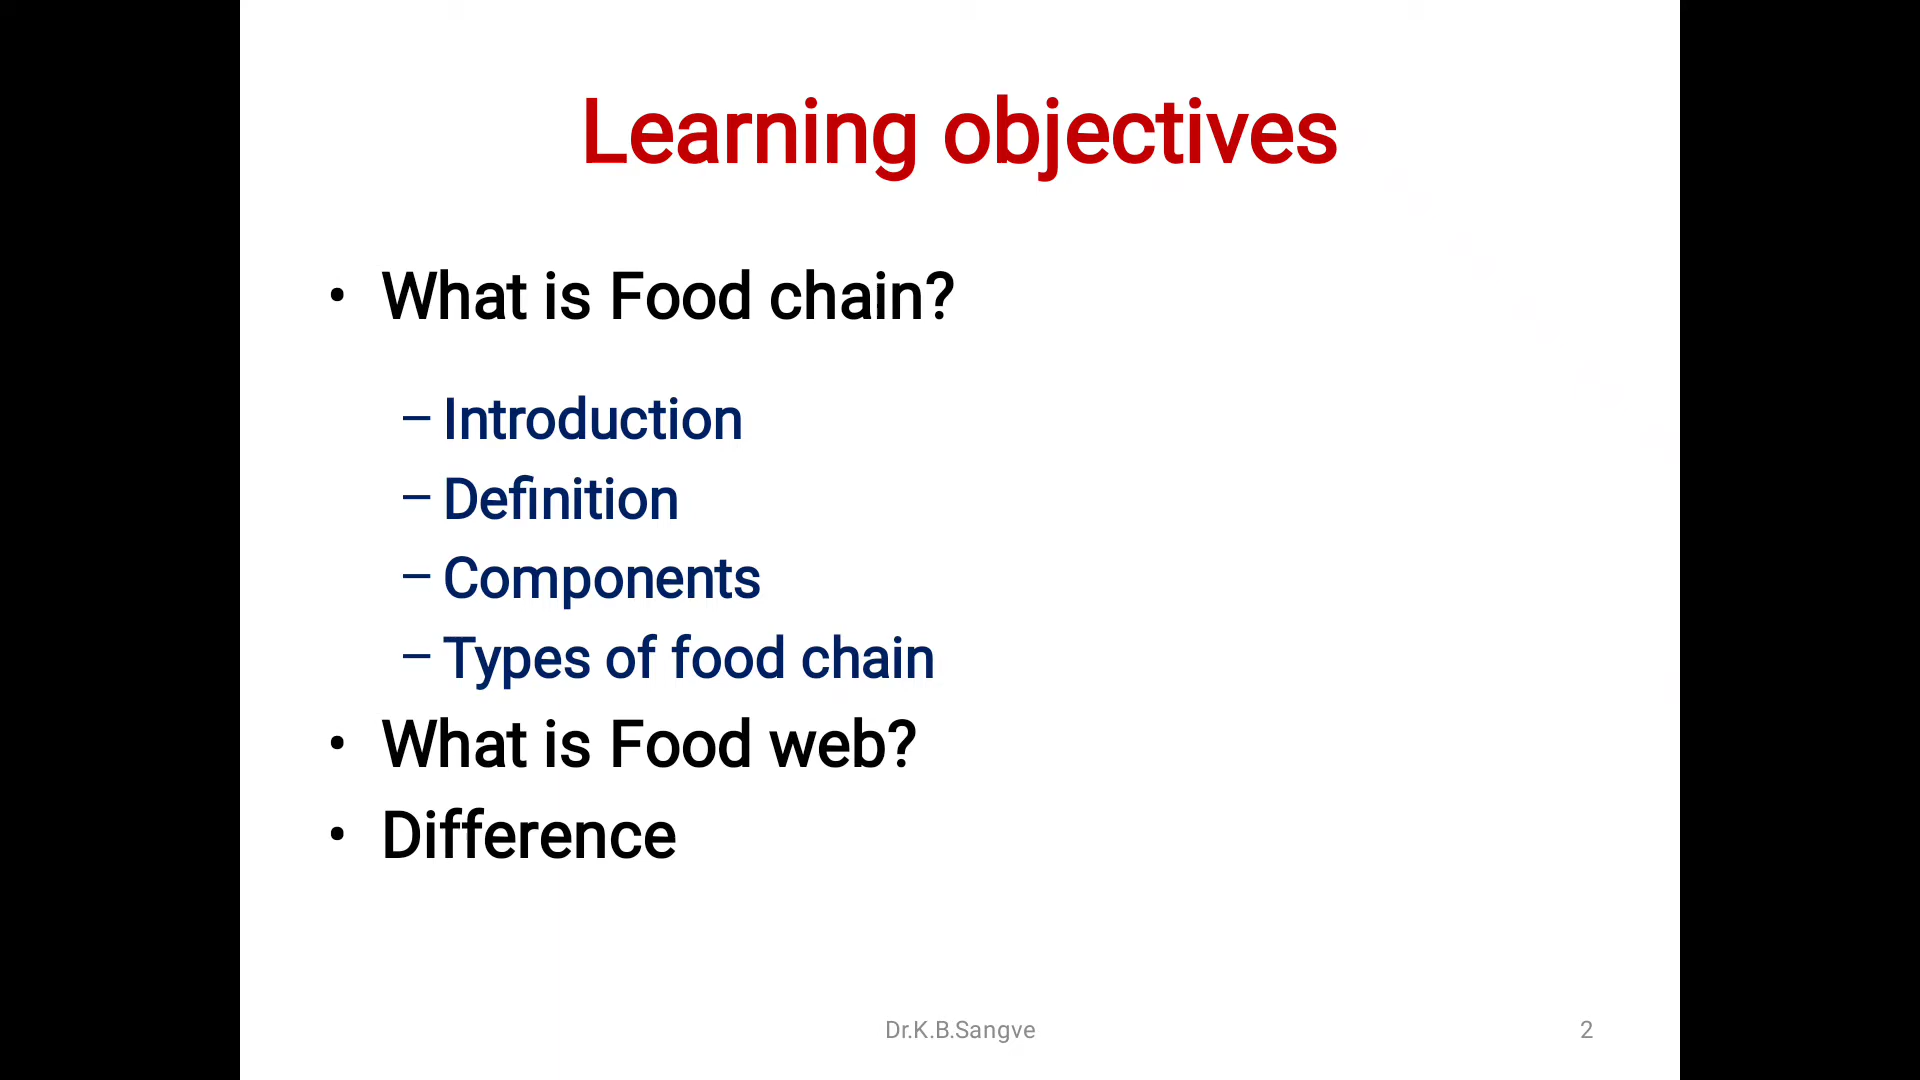 Learning objectives
• What is Food chain?
– Introduction
– Definition
– Components
– Types of food chain
• What is Food web?
• Difference
Dr.K.B.Sangve
2